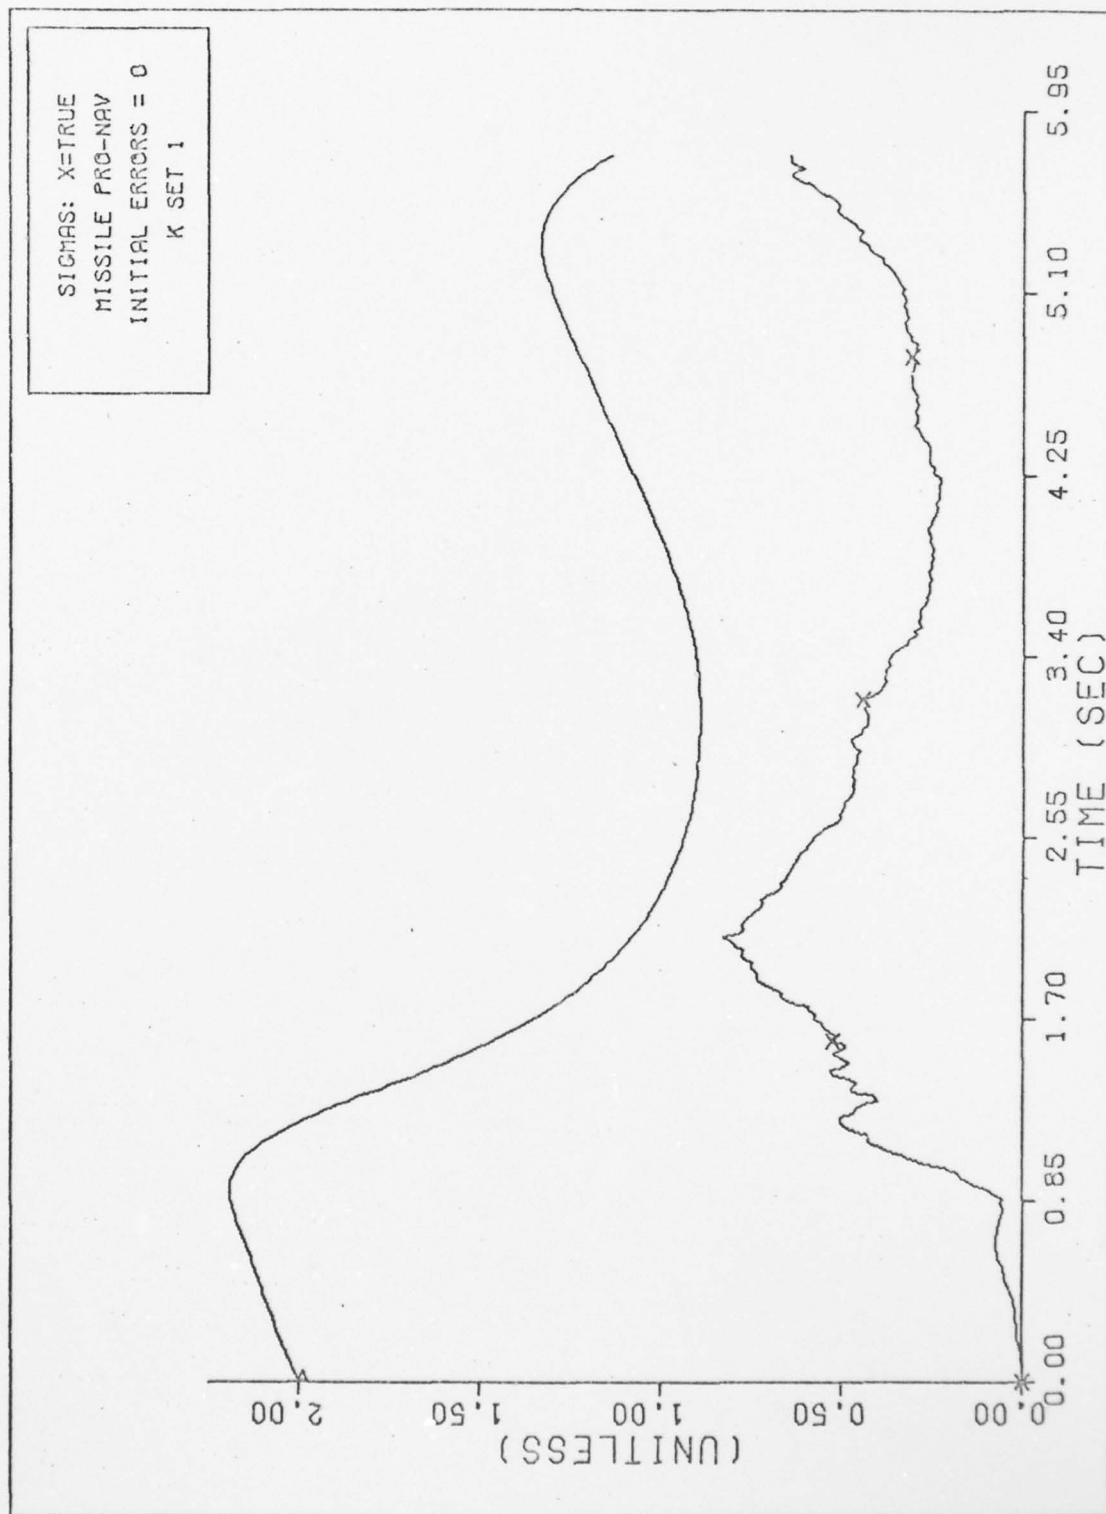 SIGMAS: X=TRUE
MISSILE PRO-NAV
INITIAL ERRORS = 0
K SET 1
(UNITLESS)
2.00
1.50
1.00
0.50
0.00
0.00 0.85 1.70 2.55 3.40 4.25 5.10 5.95
TIME (SEC)